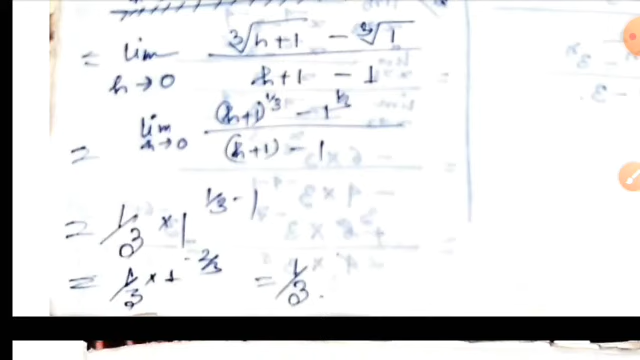 = lim h→0 (∛(h+1) − ∛1) / (h+1 − 1)
= lim h→0 ((h+1)^1/3 − 1^1/3) / ((h+1) − 1)
= 1/3 × 1^(1/3 − 1)
= 1/3 × 1^(-2/3) = 1/3.